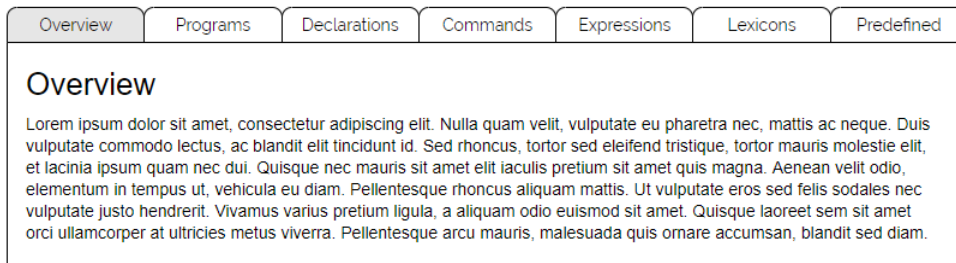 Overview Programs Declarations Commands Expressions Lexicons Predefined
Overview
Lorem ipsum dolor sit amet, consectetur adipiscing elit. Nulla quam velit, vulputate eu pharetra nec, mattis ac neque. Duis
vulputate commodo lectus, ac blandit elit tincidunt id. Sed rhoncus, tortor sed eleifend tristique, tortor mauris molestie elit,
et lacinia ipsum quam nec dui. Quisque nec mauris sit amet elit iaculis pretium sit amet quis magna. Aenean velit odio,
elementum in tempus ut, vehicula eu diam. Pellentesque rhoncus aliquam mattis. Ut vulputate eros sed felis sodales nec
vulputate justo hendrerit. Vivamus varius pretium ligula, a aliquam odio euismod sit amet. Quisque laoreet sem sit amet
orci ullamcorper at ultricies metus viverra. Pellentesque arcu mauris, malesuada quis ornare accumsan, blandit sed diam.